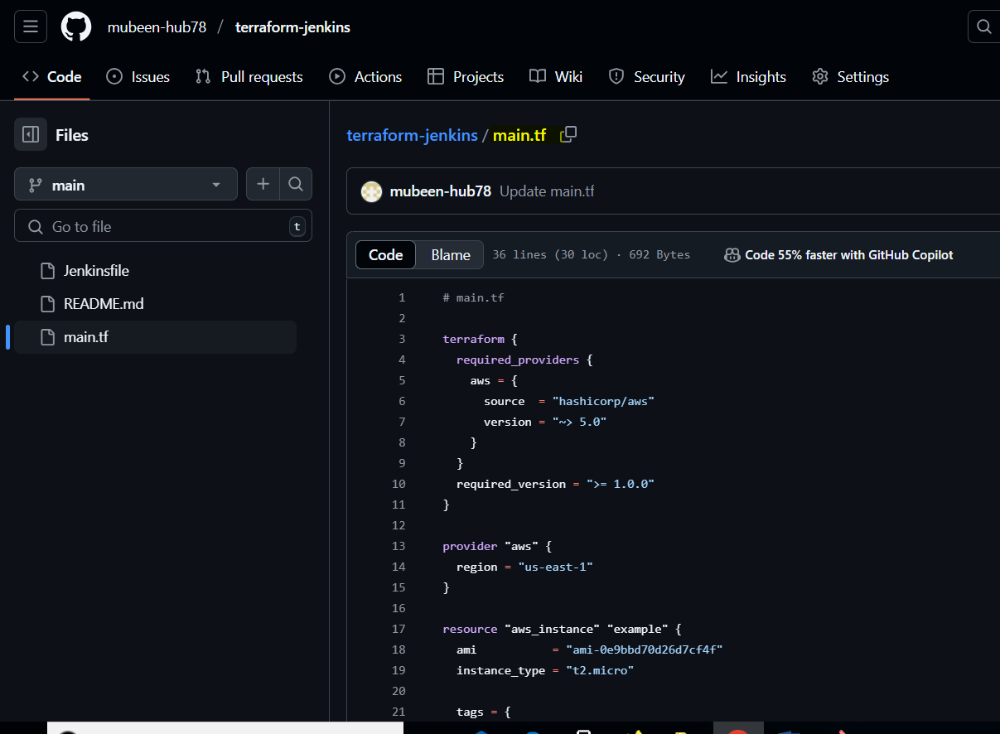 mubeen-hub78 / terraform-jenkins
Code Issues Pull requests Actions Projects Wiki Security Insights Settings
Files
main
Go to file t
Jenkinsfile
README.md
main.tf
terraform-jenkins / main.tf
mubeen-hub78 Update main.tf
Code Blame 36 lines (30 loc) · 692 Bytes Code 55% faster with GitHub Copilot
1 # main.tf
2
3 terraform {
4 required_providers {
5 aws = {
6 source = "hashicorp/aws"
7 version = "~> 5.0"
8 }
9 }
10 required_version = ">= 1.0.0"
11 }
12
13 provider "aws" {
14 region = "us-east-1"
15 }
16
17 resource "aws_instance" "example" {
18 ami = "ami-0e9bbd70d26d7cf4f"
19 instance_type = "t2.micro"
20
21 tags = {